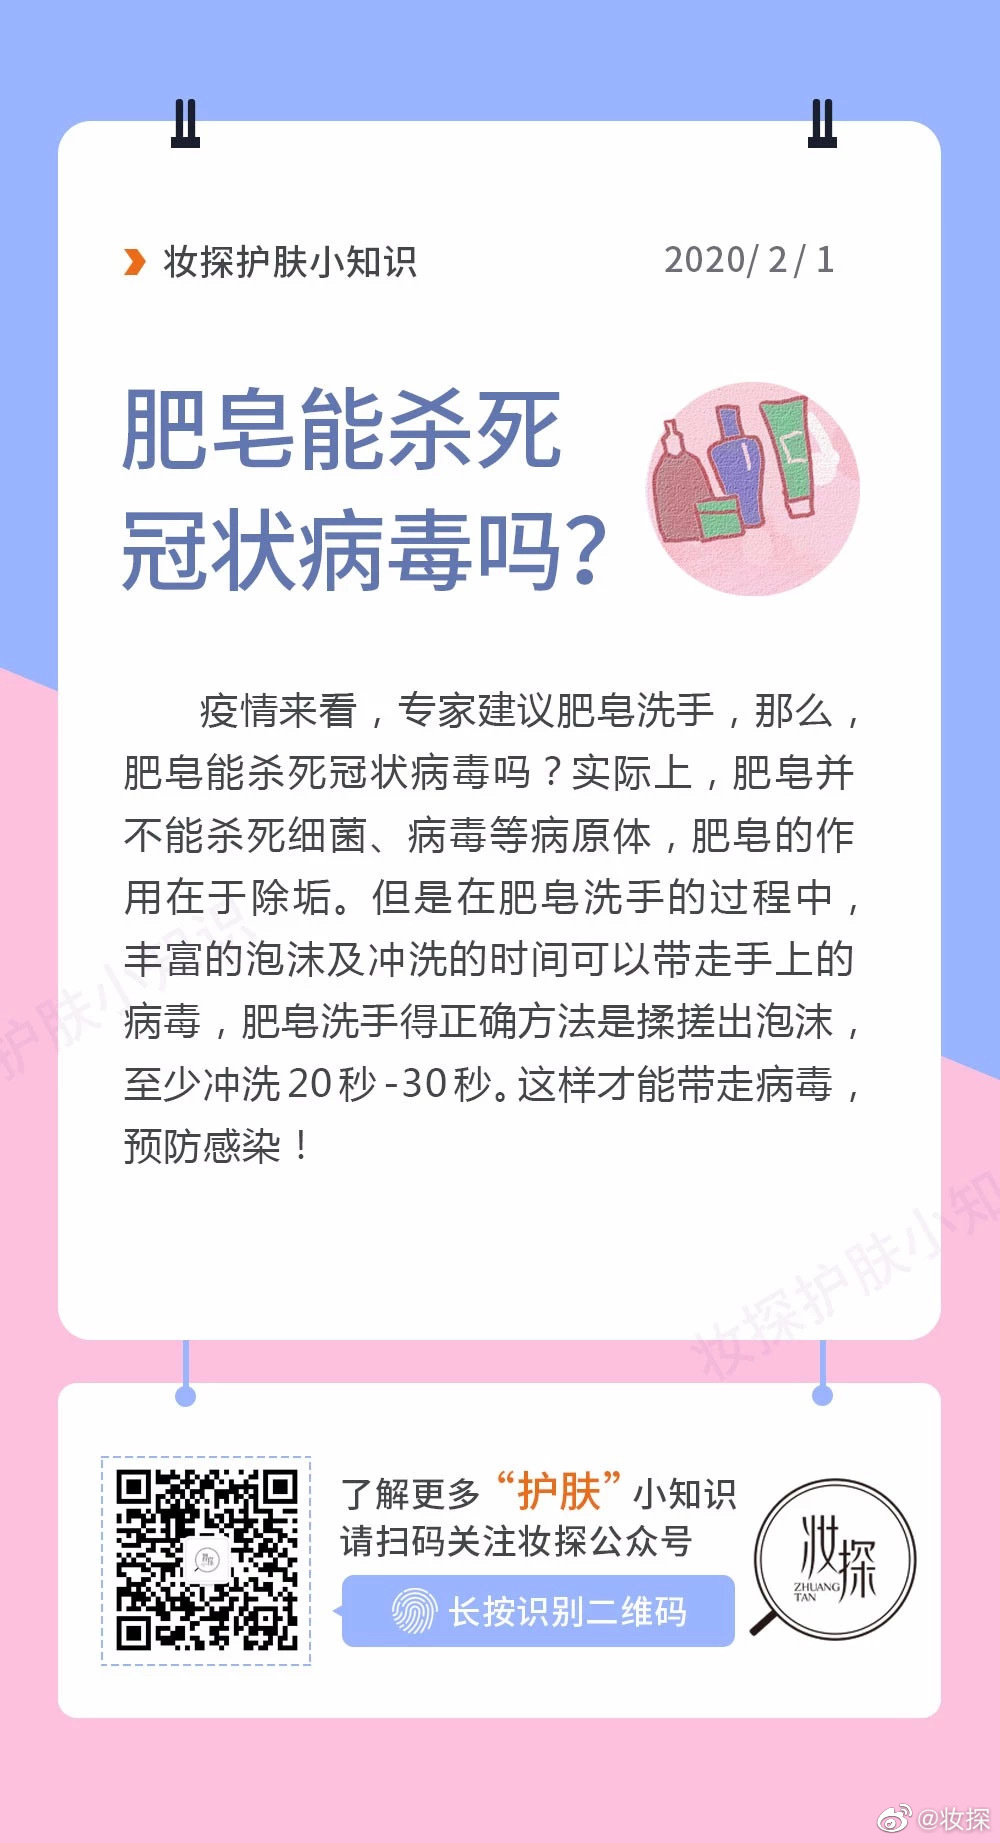 妆探护肤小知识
2020/ 2 / 1
肥皂能杀死
冠状病毒吗?
疫情来看，专家建议肥皂洗手，那么，
肥皂能杀死冠状病毒吗？实际上，肥皂并
不能杀死细菌、病毒等病原体，肥皂的作
用在于除垢。但是在肥皂洗手的过程中，
丰富的泡沫及冲洗的时间可以带走手上的
病毒，肥皂洗手得正确方法是揉搓出泡沫，
至少冲洗20秒-30秒。这样才能带走病毒，
预防感染！
护肤小知识
妆探护肤小知
了解更多“护肤”小知识
请扫码关注妆探公众号
长按识别二维码
妆探
ZHUANG
TAN
@妆探